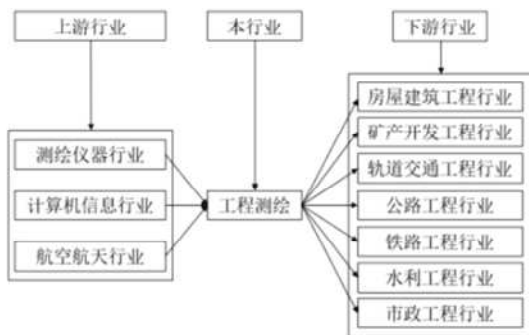 上游行业
本行业
下游行业
测绘仪器行业
计算机信息行业
航空航天行业
工程测绘
房屋建筑工程行业
矿产开发工程行业
轨道交通工程行业
公路工程行业
铁路工程行业
水利工程行业
市政工程行业